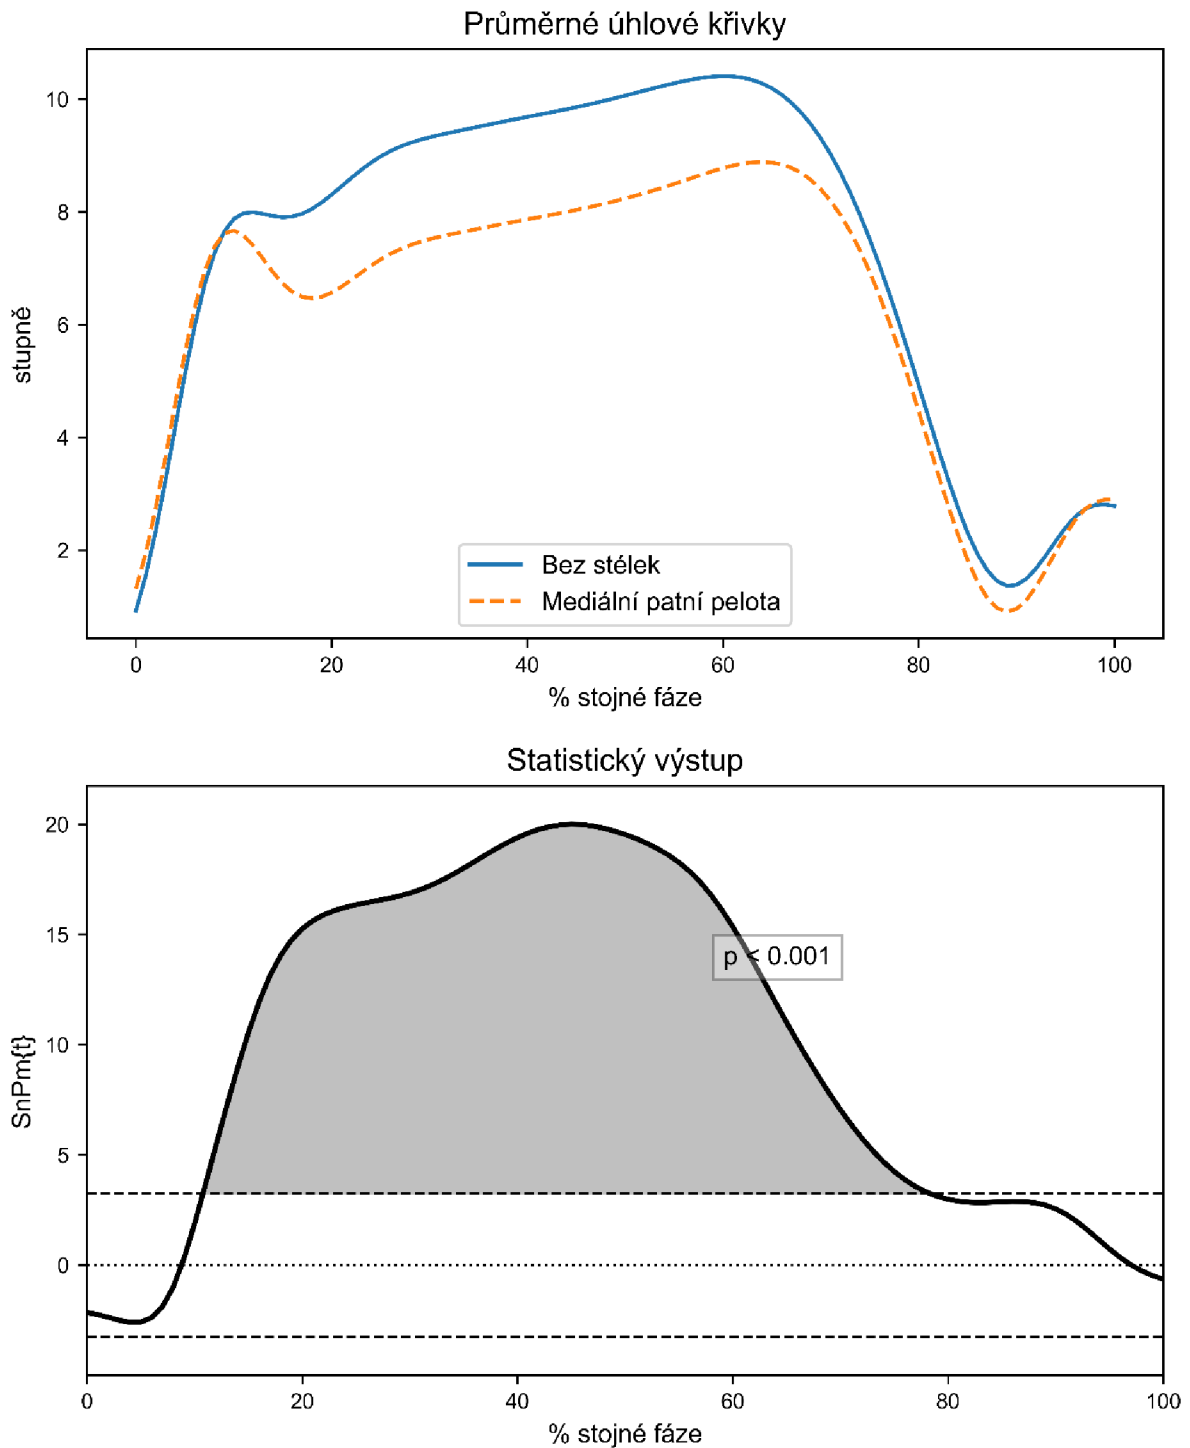 Průměrné úhlové křivky
stupně
10
8
6
4
2
Bez stélek
Mediální patní pelota
0 20 40 60 80 100
% stojné fáze
Statistický výstup
SnPm{t}
20
15
10
5
0
p < 0.001
0 20 40 60 80 100
% stojné fáze